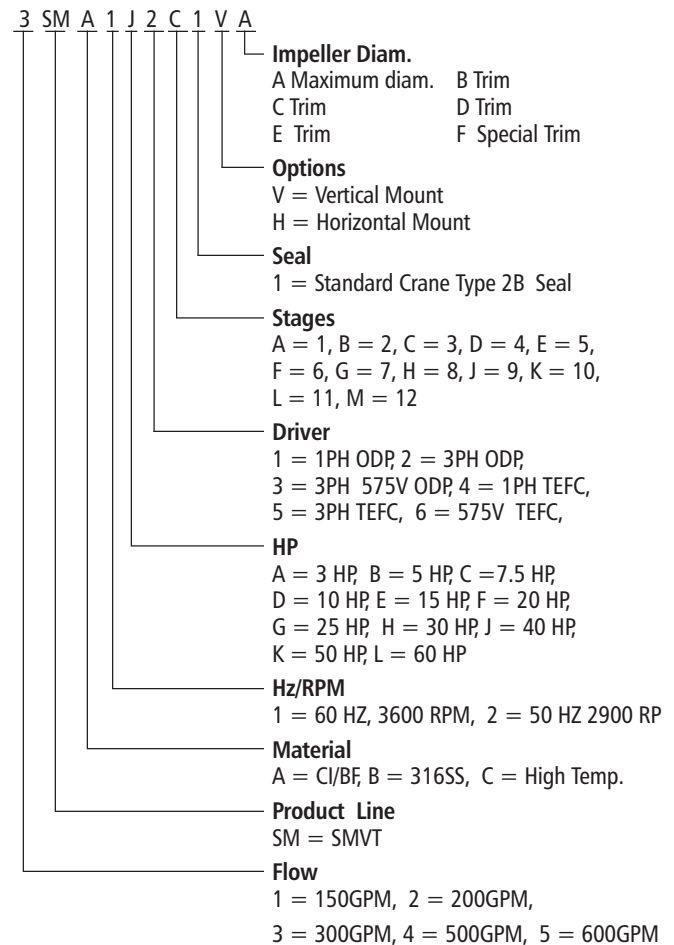 3 SM A 1 J 2 C 1 V A
Impeller Diam.
A Maximum diam. B Trim
C Trim D Trim
E Trim F Special Trim
Options
V = Vertical Mount
H = Horizontal Mount
Seal
1 = Standard Crane Type 2B Seal
Stages
A = 1, B = 2, C = 3, D = 4, E = 5,
F = 6, G = 7, H = 8, J = 9, K = 10,
L = 11, M = 12
Driver
1 = 1PH ODP, 2 = 3PH ODP,
3 = 3PH 575V ODP, 4 = 1PH TEFC,
5 = 3PH TEFC, 6 = 575V TEFC,
HP
A = 3 HP, B = 5 HP, C =7.5 HP,
D = 10 HP, E = 15 HP, F = 20 HP,
G = 25 HP, H = 30 HP, J = 40 HP,
K = 50 HP, L = 60 HP
Hz/RPM
1 = 60 HZ, 3600 RPM, 2 = 50 HZ 2900 RP
Material
A = CI/BF, B = 316SS, C = High Temp.
Product Line
SM = SMVT
Flow
1 = 150GPM, 2 = 200GPM,
3 = 300GPM, 4 = 500GPM, 5 = 600GPM